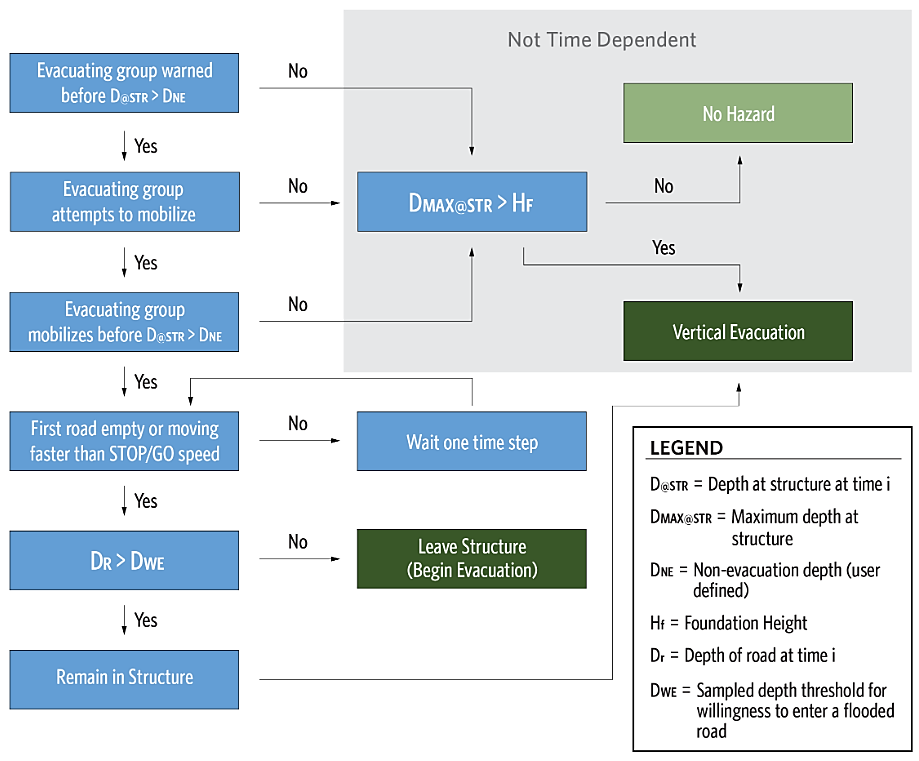 Not Time Dependent
Evacuating group warned
before D@STR > DNE
No
No Hazard
Yes
Evacuating group
attempts to mobilize
No
DMAX@STR > HF
No
Yes
Yes
Evacuating group
mobilizes before D@STR > DNE
No
Vertical Evacuation
Yes
First road empty or moving
faster than STOP/GO speed
No
Wait one time step
Yes
DR > DWE
No
Leave Structure
(Begin Evacuation)
Yes
Remain in Structure
LEGEND
D@STR = Depth at structure at time i
DMAX@STR = Maximum depth at
structure
DNE = Non-evacuation depth (user
defined)
Hf = Foundation Height
Dr = Depth of road at time i
DWE = Sampled depth threshold for
willingness to enter a flooded
road